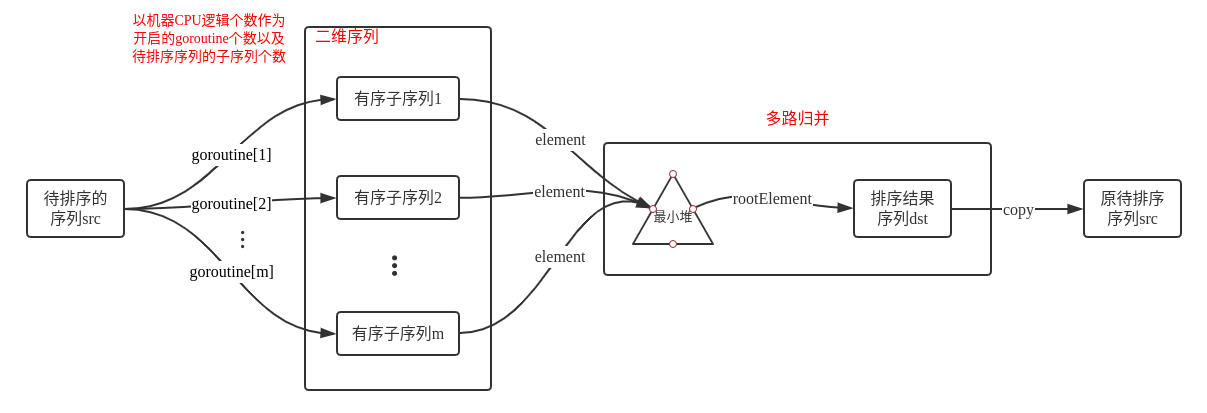 以机器CPU逻辑个数作为
开启的goroutine个数以及
待排序序列的子序列个数
二维序列
有序子序列1
goroutine[1]
待排序的
序列src
goroutine[2]
有序子序列2
goroutine[m]
有序子序列m
element
element
element
多路归并
最小堆
rootElement
排序结果
序列dst
copy
原待排序
序列src